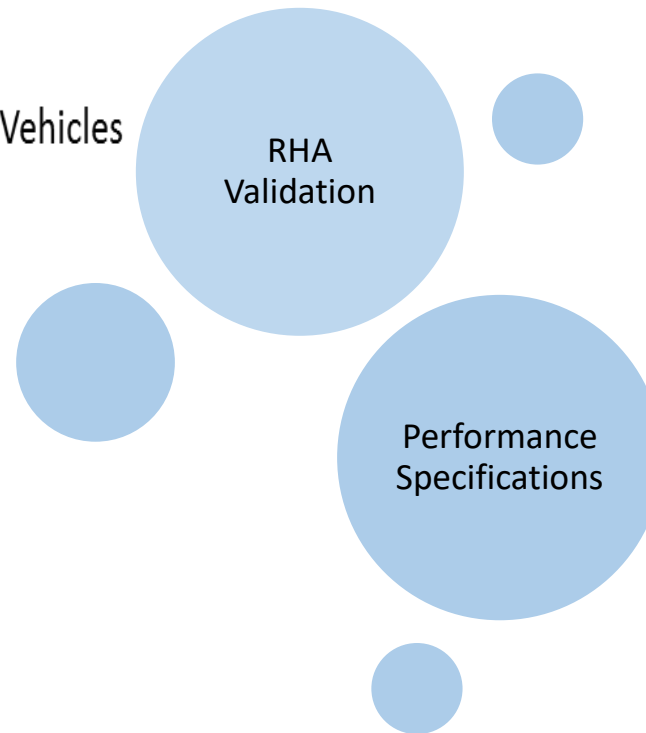 Vehicles
RHA
Validation
Performance
Specifications